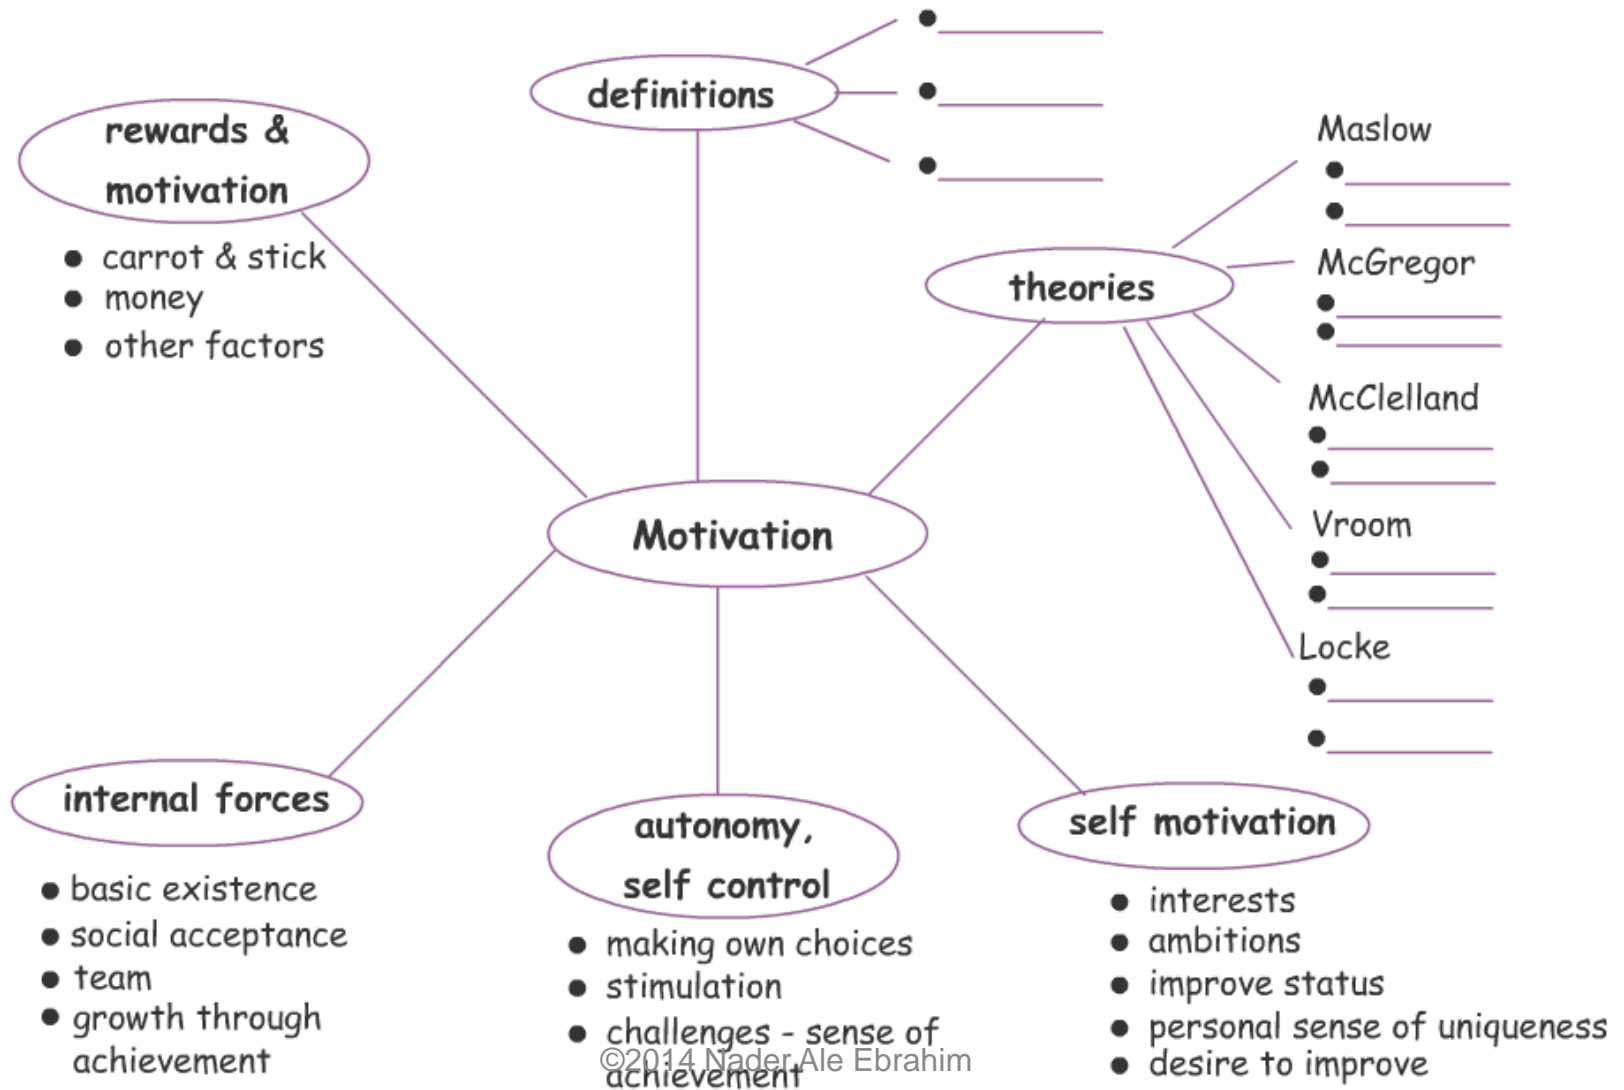 definitions
rewards &
motivation
• carrot & stick
• money
• other factors
theories
Maslow
McGregor
McClelland
Vroom
Locke
Motivation
internal forces
• basic existence
• social acceptance
• team
• growth through
achievement
autonomy,
self control
• making own choices
• stimulation
• challenges - sense of
achievement
self motivation
• interests
• ambitions
• improve status
• personal sense of uniqueness
• desire to improve
©2014 Nader Ale Ebrahim